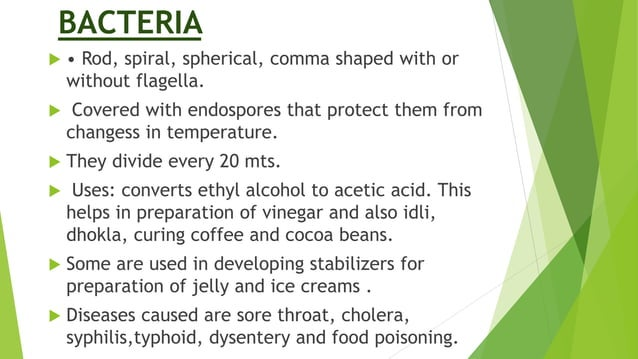 BACTERIA
• Rod, spiral, spherical, comma shaped with or
without flagella.
Covered with endospores that protect them from
changess in temperature.
They divide every 20 mts.
Uses: converts ethyl alcohol to acetic acid. This
helps in preparation of vinegar and also idli,
dhokla, curing coffee and cocoa beans.
Some are used in developing stabilizers for
preparation of jelly and ice creams .
Diseases caused are sore throat, cholera,
syphilis,typhoid, dysentery and food poisoning.